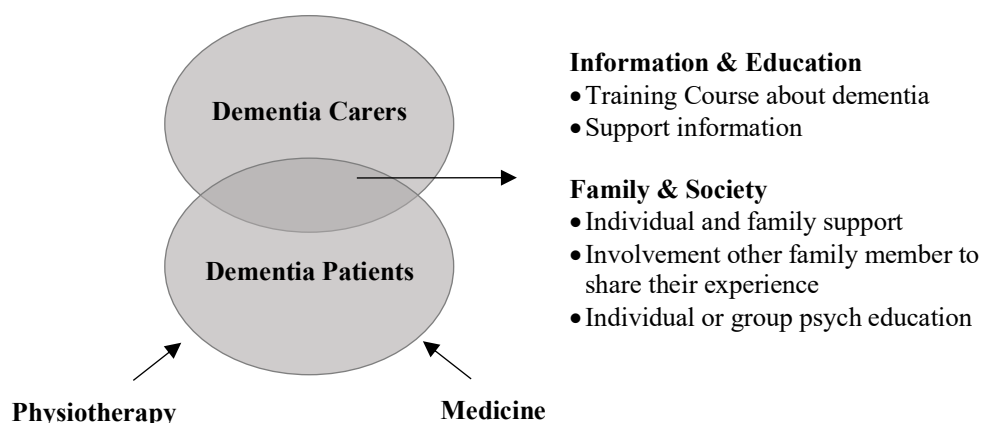 Dementia Carers
Dementia Patients
Physiotherapy
Medicine
Information & Education
• Training Course about dementia
• Support information
Family & Society
• Individual and family support
• Involvement other family member to
share their experience
• Individual or group psych education